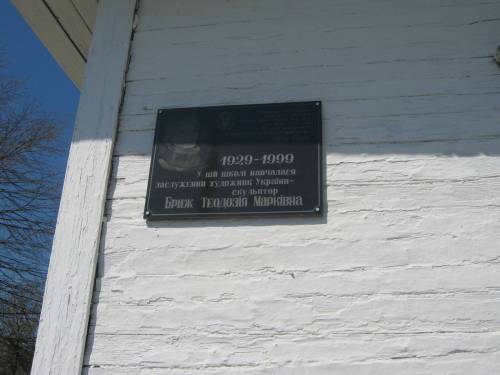 1929-1999
У цій школі навчалася
заслужений художник України-
скульптор
Бриж Теодозія Марківна